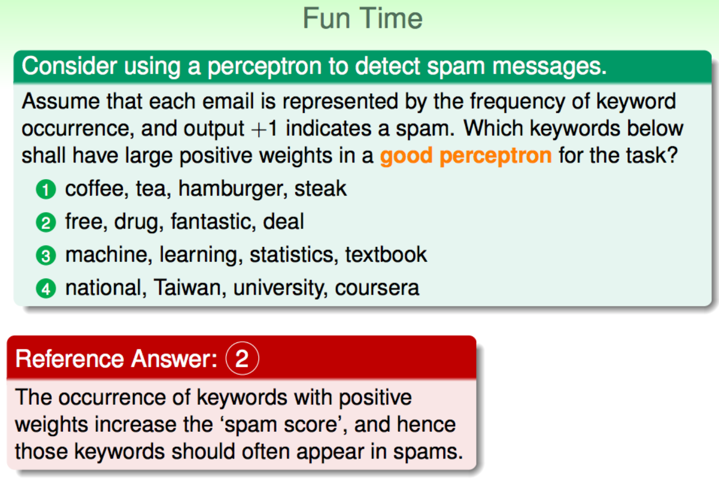 Fun Time
Consider using a perceptron to detect spam messages.
Assume that each email is represented by the frequency of keyword
occurrence, and output +1 indicates a spam. Which keywords below
shall have large positive weights in a good perceptron for the task?
1 coffee, tea, hamburger, steak
2 free, drug, fantastic, deal
3 machine, learning, statistics, textbook
4 national, Taiwan, university, coursera
Reference Answer: 2
The occurrence of keywords with positive
weights increase the ‘spam score’, and hence
those keywords should often appear in spams.